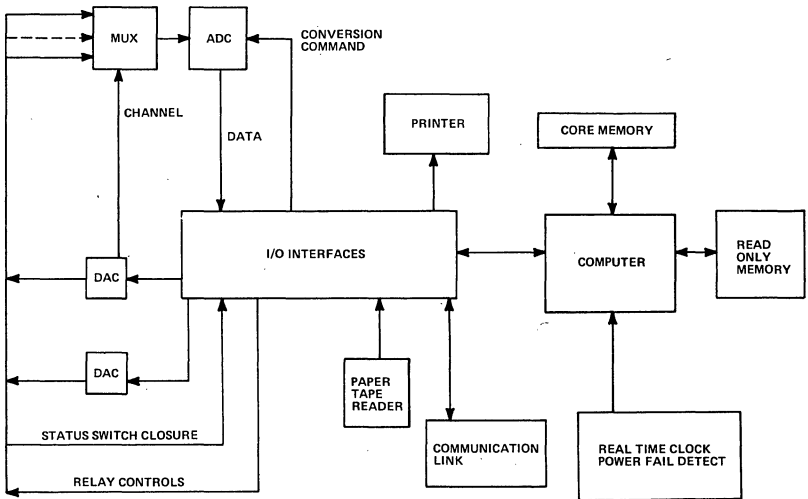 MUX
ADC
CONVERSION
COMMAND
CHANNEL
DATA
PRINTER
CORE MEMORY
I/O INTERFACES
COMPUTER
READ
ONLY
MEMORY
DAC
DAC
PAPER
TAPE
READER
STATUS SWITCH CLOSURE
COMMUNICATION
LINK
REAL TIME CLOCK
POWER FAIL DETECT
RELAY CONTROLS